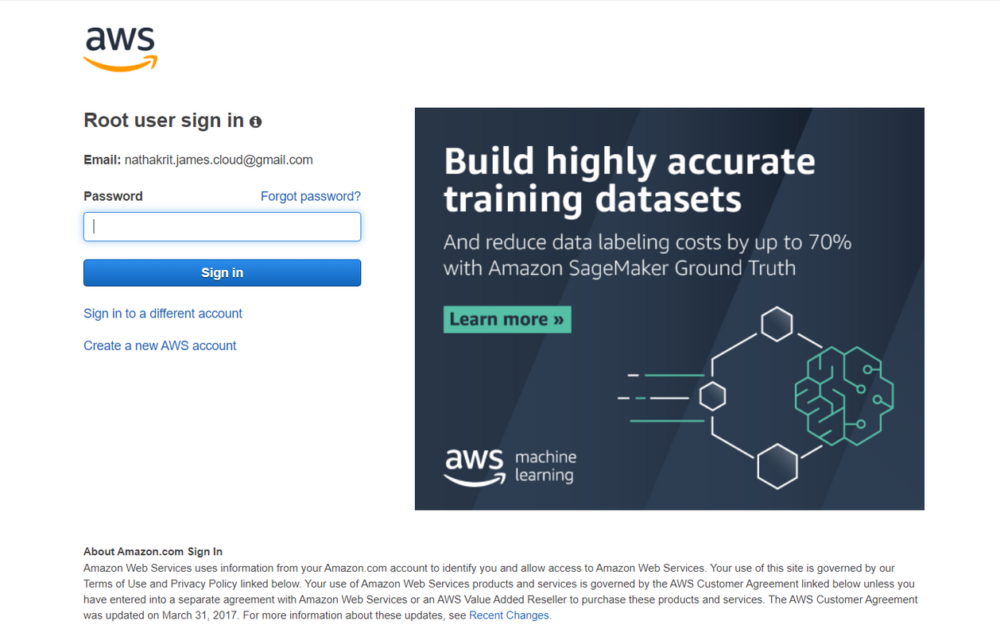 aws
Root user sign in
Email: nathakrit.james.cloud@gmail.com
Password
Forgot password?
Sign in
Sign in to a different account
Create a new AWS account
Build highly accurate
training datasets
And reduce data labeling costs by up to 70%
with Amazon SageMaker Ground Truth
Learn more »
aws machine
learning
About Amazon.com Sign In
Amazon Web Services uses information from your Amazon.com account to identify you and allow access to Amazon Web Services. Your use of this site is governed by our
Terms of Use and Privacy Policy linked below. Your use of Amazon Web Services products and services is governed by the AWS Customer Agreement linked below unless you
have entered into a separate agreement with Amazon Web Services or an AWS Value Added Reseller to purchase these products and services. The AWS Customer Agreement
was updated on March 31, 2017. For more information about these updates, see Recent Changes.